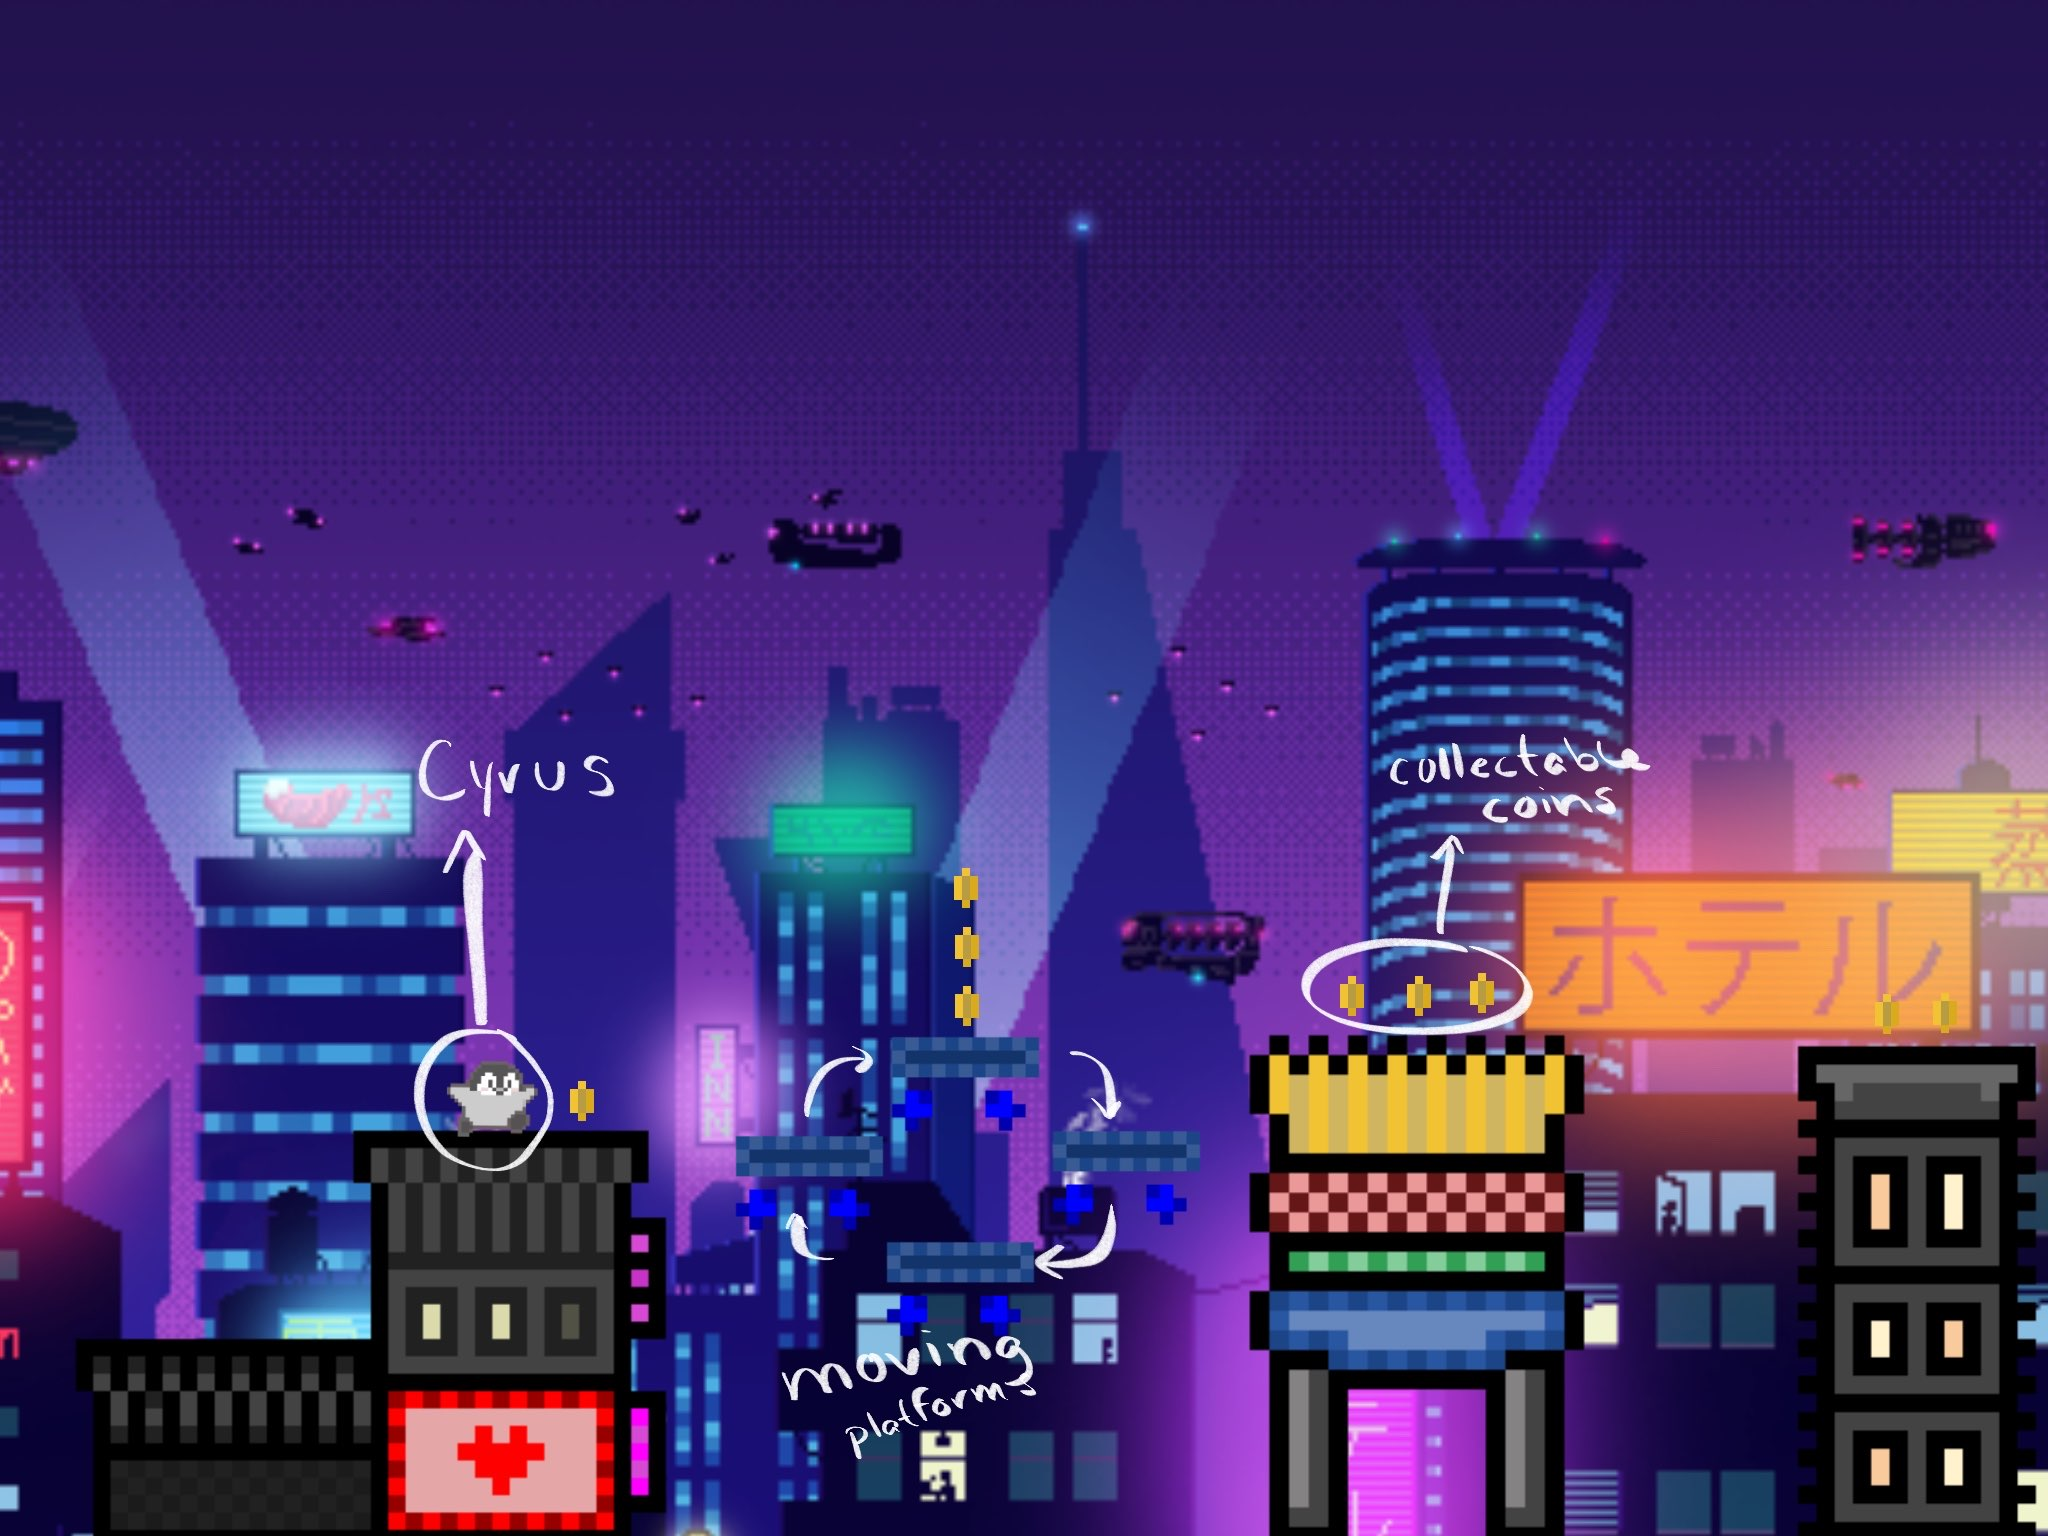 Cyrus
collectable
coins
ホテル
INN
moving
platforms